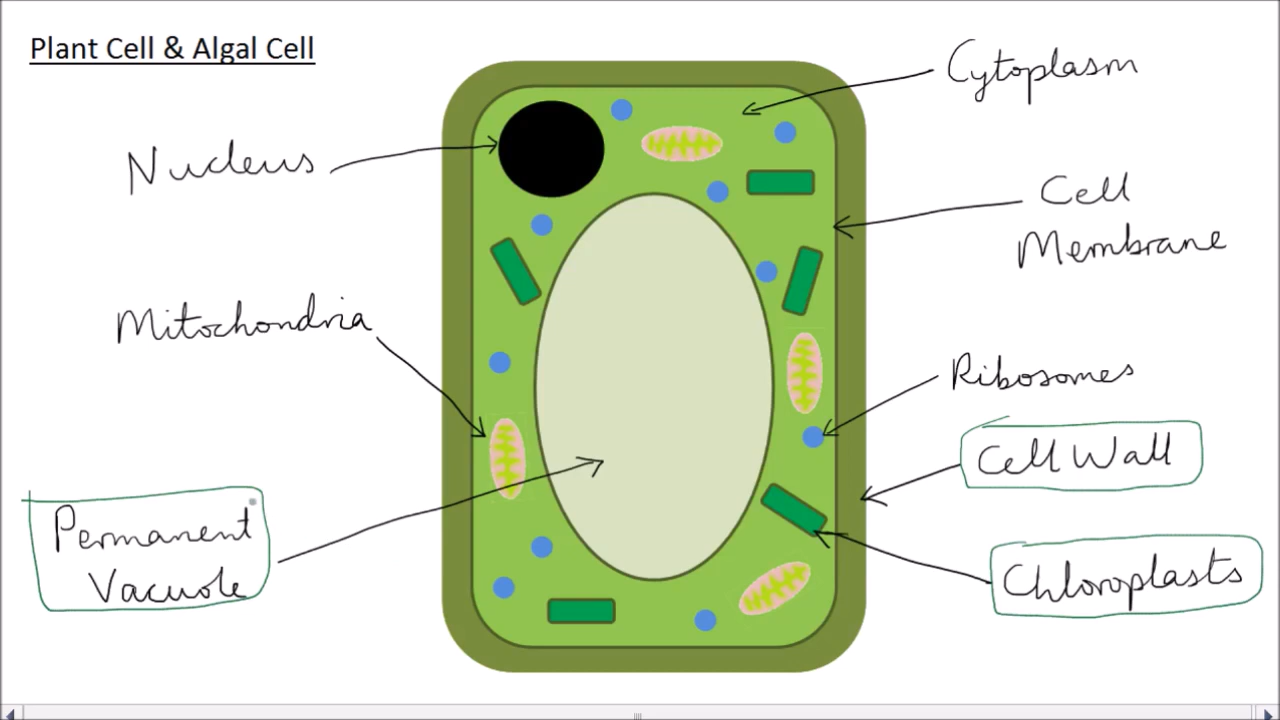 Plant Cell & Algal Cell
Cytoplasm
Nucleus
Cell
Membrane
Mitochondria
Ribosomes
Cell Wall
Permanent
Vacuole
Chloroplasts